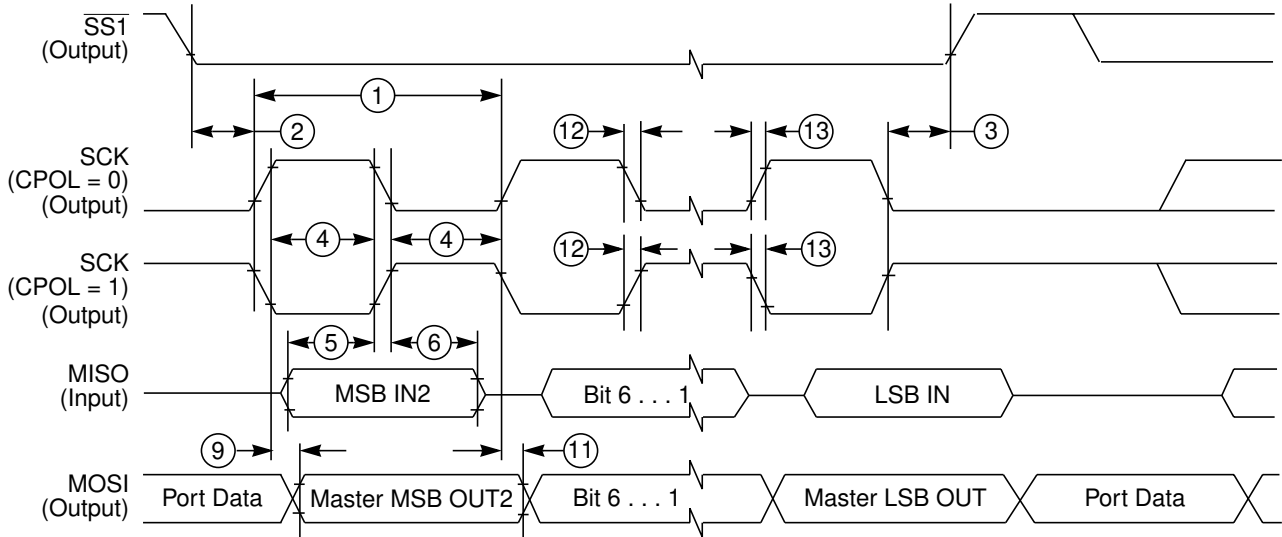 SS1
(Output)
1
2
12
13
3
SCK
(CPOL = 0)
(Output)
4
4
12
13
SCK
(CPOL = 1)
(Output)
5
6
MISO
(Input)
MSB IN2
Bit 6 . . . 1
LSB IN
9
11
MOSI
(Output)
Port Data
Master MSB OUT2
Bit 6 . . . 1
Master LSB OUT
Port Data